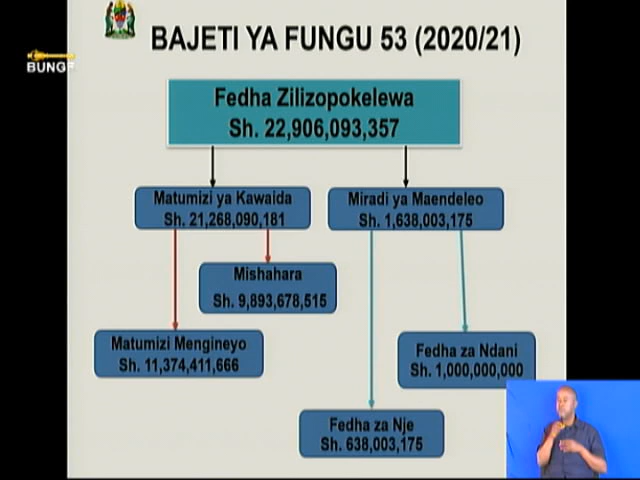 BAJETI YA FUNGU 53 (2020/21)
BUNGE
Fedha Zilizopokelewa
Sh. 22,906,093,357
Matumizi ya Kawaida
Sh. 21,268,090,181
Miradi ya Maendeleo
Sh. 1,638,003,175
Mishahara
Sh. 9,893,678,515
Matumizi Mengineyo
Sh. 11,374,411,666
Fedha za Ndani
Sh. 1,000,000,000
Fedha za Nje
Sh. 638,003,175